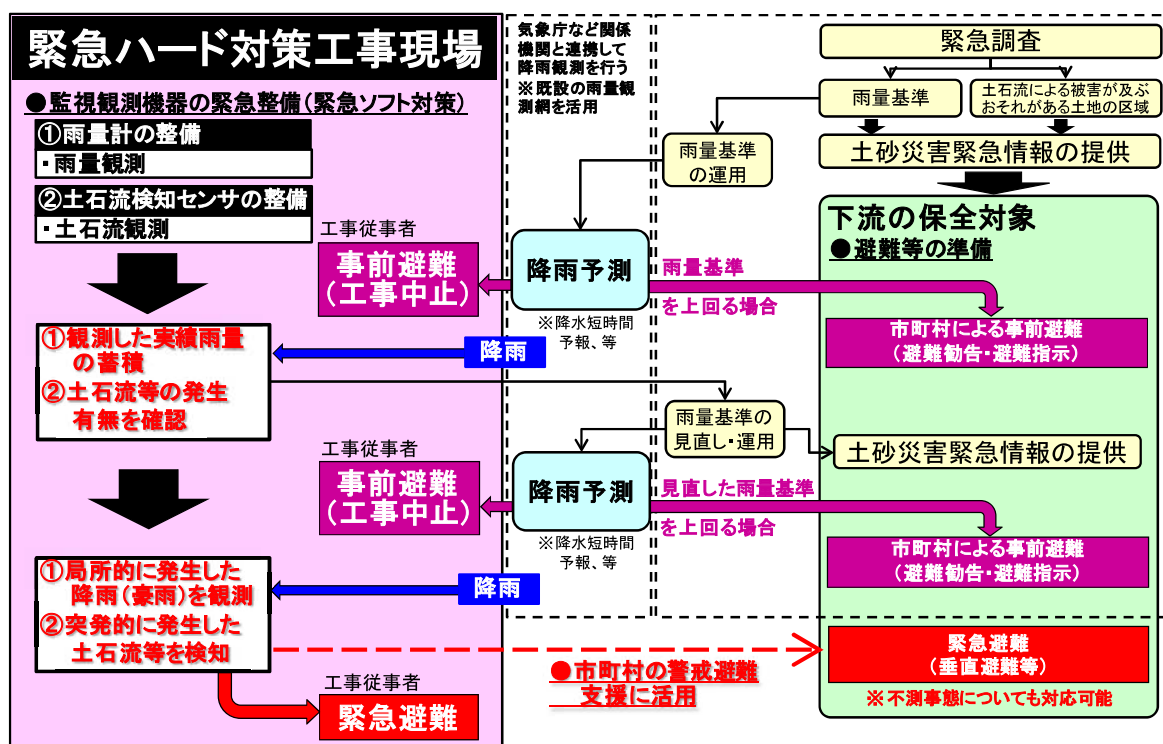 緊急ハード対策工事現場
●監視観測機器の緊急整備(緊急ソフト対策)
①雨量計の整備
・雨量観測
②土石流検知センサの整備
・土石流観測
工事従事者
事前避難
(工事中止)
①観測した実績雨量
の蓄積
②土石流等の発生
有無を確認
降雨
工事従事者
事前避難
(工事中止)
①局所的に発生した
降雨(豪雨)を観測
②突発的に発生した
土石流等を検知
降雨
工事従事者
緊急避難
気象庁など関係
機関と連携して
降雨観測を行う
※既設の雨量観
測網を活用
降雨予測
※降水短時間
予報、等
降雨予測
※降水短時間
予報、等
●市町村の警戒避難
支援に活用
雨量基準
の運用
雨量基準
を上回る場合
雨量基準の
見直し・運用
見直した雨量基準
を上回る場合
緊急調査
雨量基準
土石流による被害が及ぶ
おそれがある土地の区域
土砂災害緊急情報の提供
下流の保全対象
●避難等の準備
市町村による事前避難
(避難勧告・避難指示)
土砂災害緊急情報の提供
市町村による事前避難
(避難勧告・避難指示)
緊急避難
(垂直避難等)
※不測事態についても対応可能